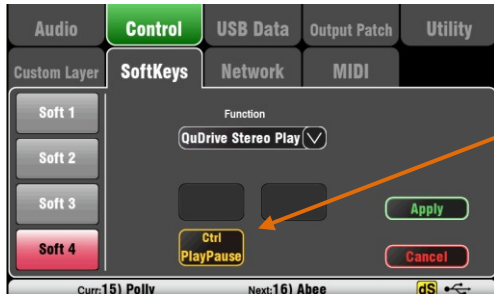 Audio
Control
USB Data
Output Patch
Utility
Custom Layer
SoftKeys
Network
MIDI
Soft 1
Soft 2
Soft 3
Soft 4
Function
QuDrive Stereo Play
Ctrl
PlayPause
Apply
Cancel
Curr:15) Polly
Next:16) Abee
dS